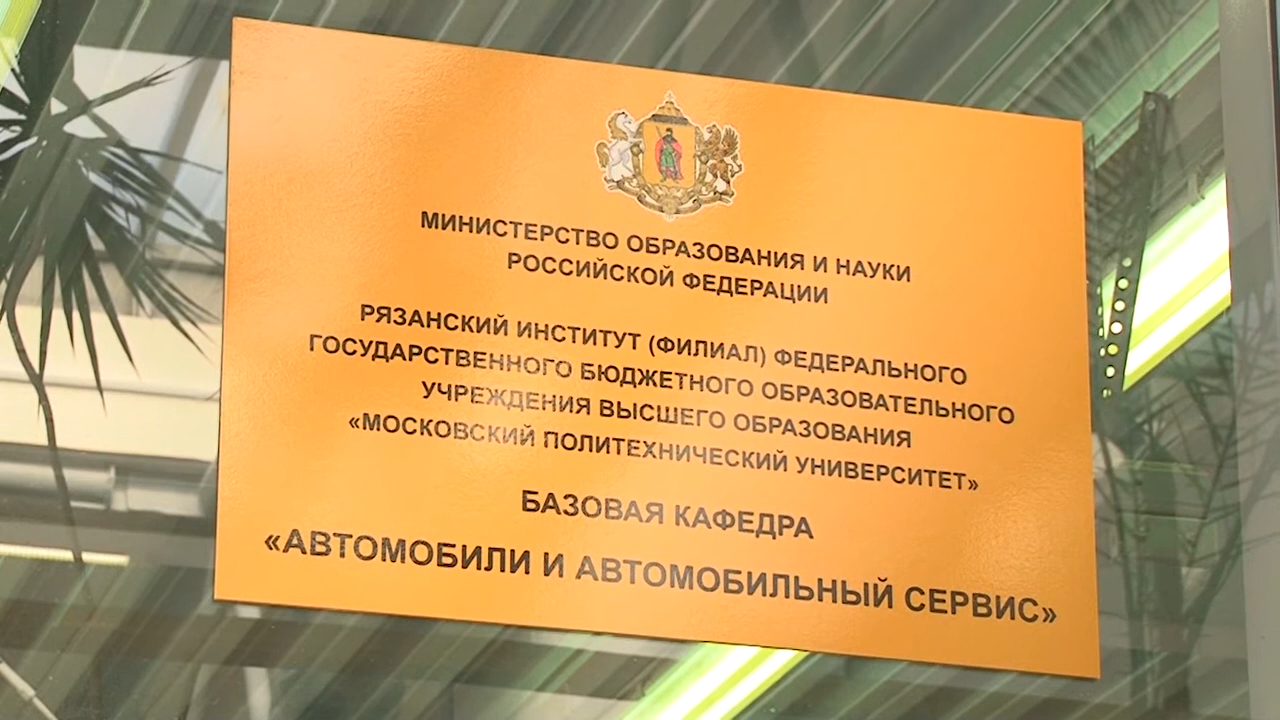 МИНИСТЕРСТВО ОБРАЗОВАНИЯ И НАУКИ
РОССИЙСКОЙ ФЕДЕРАЦИИ
РЯЗАНСКИЙ ИНСТИТУТ (ФИЛИАЛ) ФЕДЕРАЛЬНОГО
ГОСУДАРСТВЕННОГО БЮДЖЕТНОГО ОБРАЗОВАТЕЛЬНОГО
УЧРЕЖДЕНИЯ ВЫСШЕГО ОБРАЗОВАНИЯ
«МОСКОВСКИЙ ПОЛИТЕХНИЧЕСКИЙ УНИВЕРСИТЕТ»
БАЗОВАЯ КАФЕДРА
«АВТОМОБИЛИ И АВТОМОБИЛЬНЫЙ СЕРВИС»